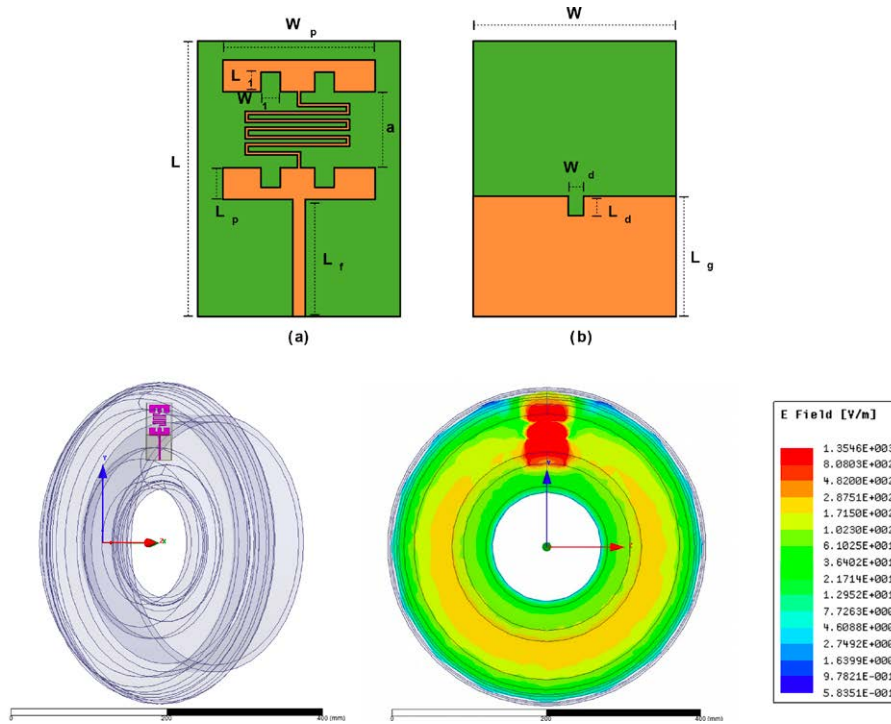 W p
W
L 1
W 1
a
L
W d
L d
L p
L f
L g
(a)
(b)
E Field [V/m]
1.3546E+003
8.0803E+002
4.8200E+002
2.8751E+002
1.7150E+002
1.0230E+002
6.1025E+001
3.6402E+001
2.1714E+001
1.2952E+001
7.7263E+000
4.6088E+000
2.7492E+000
1.6399E+000
9.7821E-001
5.8351E-001
0
200
400 (mm)
0
200
400 (mm)